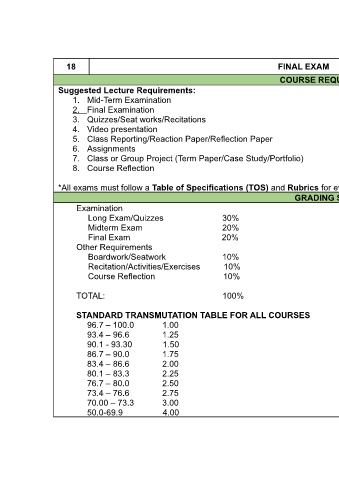 18 FINAL EXAM
COURSE REQU
Suggested Lecture Requirements:
1. Mid-Term Examination
2. Final Examination
3. Quizzes/Seat works/Recitations
4. Video presentation
5. Class Reporting/Reaction Paper/Reflection Paper
6. Assignments
7. Class or Group Project (Term Paper/Case Study/Portfolio)
8. Course Reflection
*All exams must follow a Table of Specifications (TOS) and Rubrics for e
GRADING S
Examination
Long Exam/Quizzes 30%
Midterm Exam 20%
Final Exam 20%
Other Requirements
Boardwork/Seatwork 10%
Recitation/Activities/Exercises 10%
Course Reflection 10%
TOTAL: 100%
STANDARD TRANSMUTATION TABLE FOR ALL COURSES
96.7 – 100.0 1.00
93.4 – 96.6 1.25
90.1 - 93.30 1.50
86.7 – 90.0 1.75
83.4 – 86.6 2.00
80.1 – 83.3 2.25
76.7 – 80.0 2.50
73.4 – 76.6 2.75
70.00 – 73.3 3.00
50.0-69.9 4.00